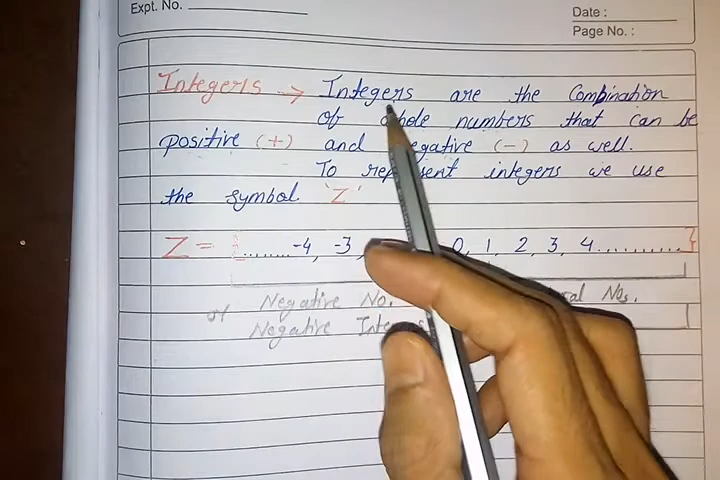 Expt. No.
Date :
Page No. :
Integers → Integers are the Combination
Of whole numbers that can be
positive (+) and negative (-) as well.
To represent integers we use
the symbol 'Z'
Z = {........-4, -3, 0, 1, 2, 3, 4..........}
Negative No. Nos.
or Negative